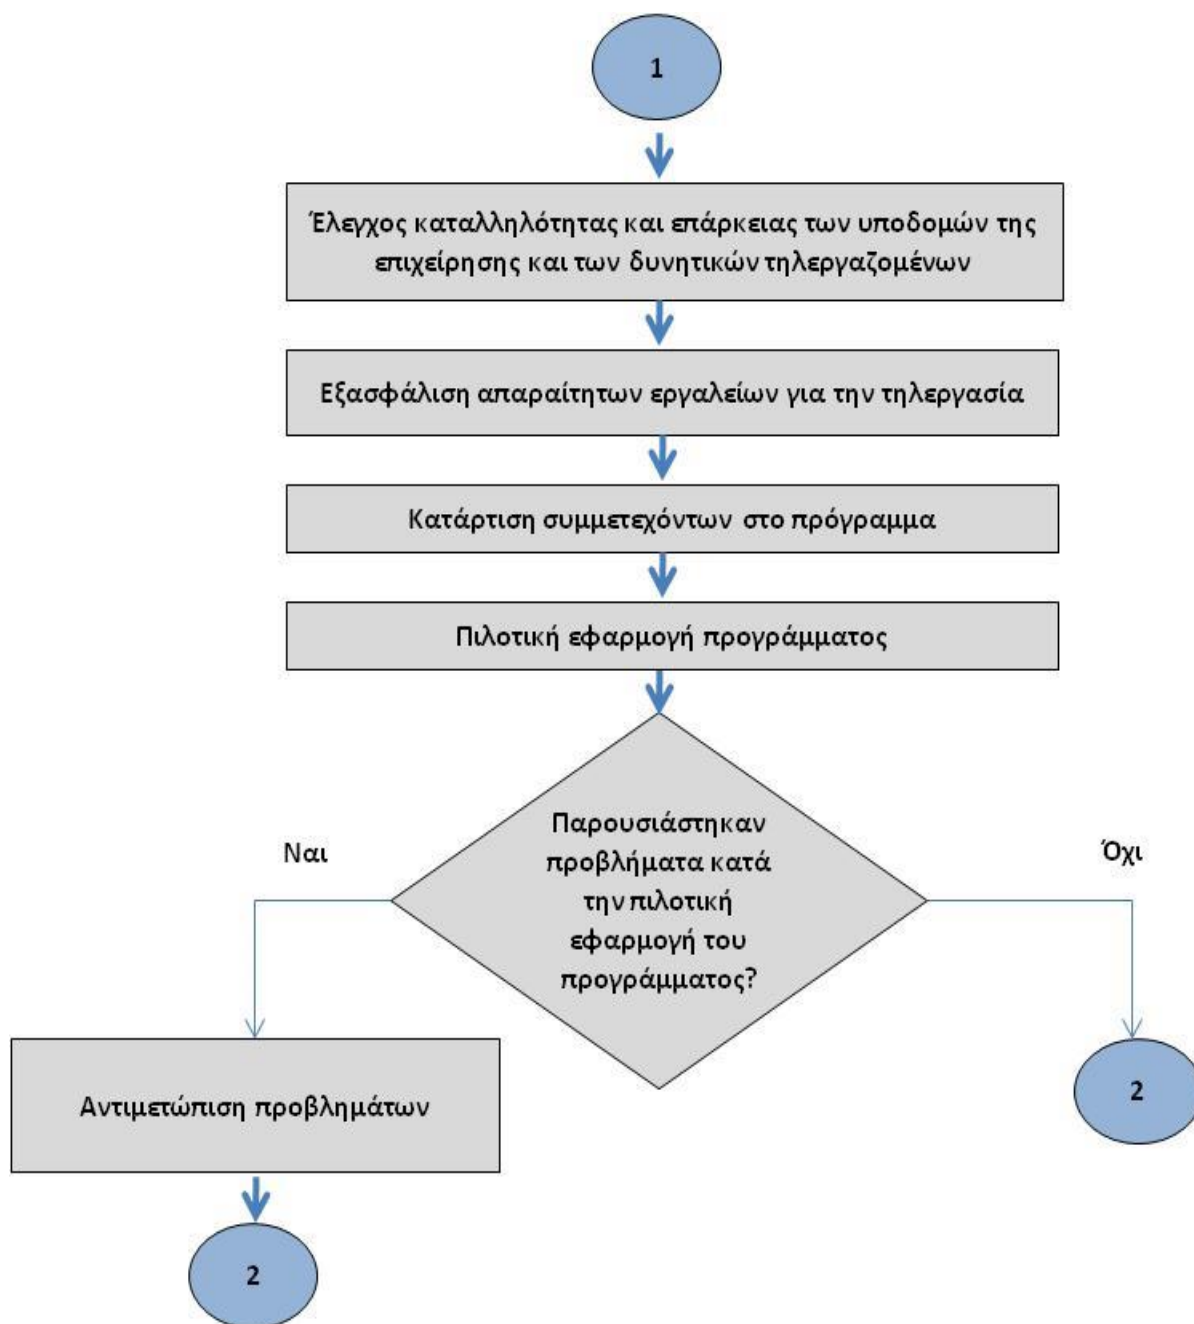 1
Έλεγχος καταλληλότητας και επάρκειας των υποδομών της
επιχείρησης και των δυνητικών τηλεργαζομένων
Εξασφάλιση απαραίτητων εργαλείων για την τηλεργασία
Κατάρτιση συμμετεχόντων στο πρόγραμμα
Πιλοτική εφαρμογή προγράμματος
Παρουσιάστηκαν
προβλήματα κατά
την πιλοτική
εφαρμογή του
προγράμματος?
Ναι
Όχι
Αντιμετώπιση προβλημάτων
2
2